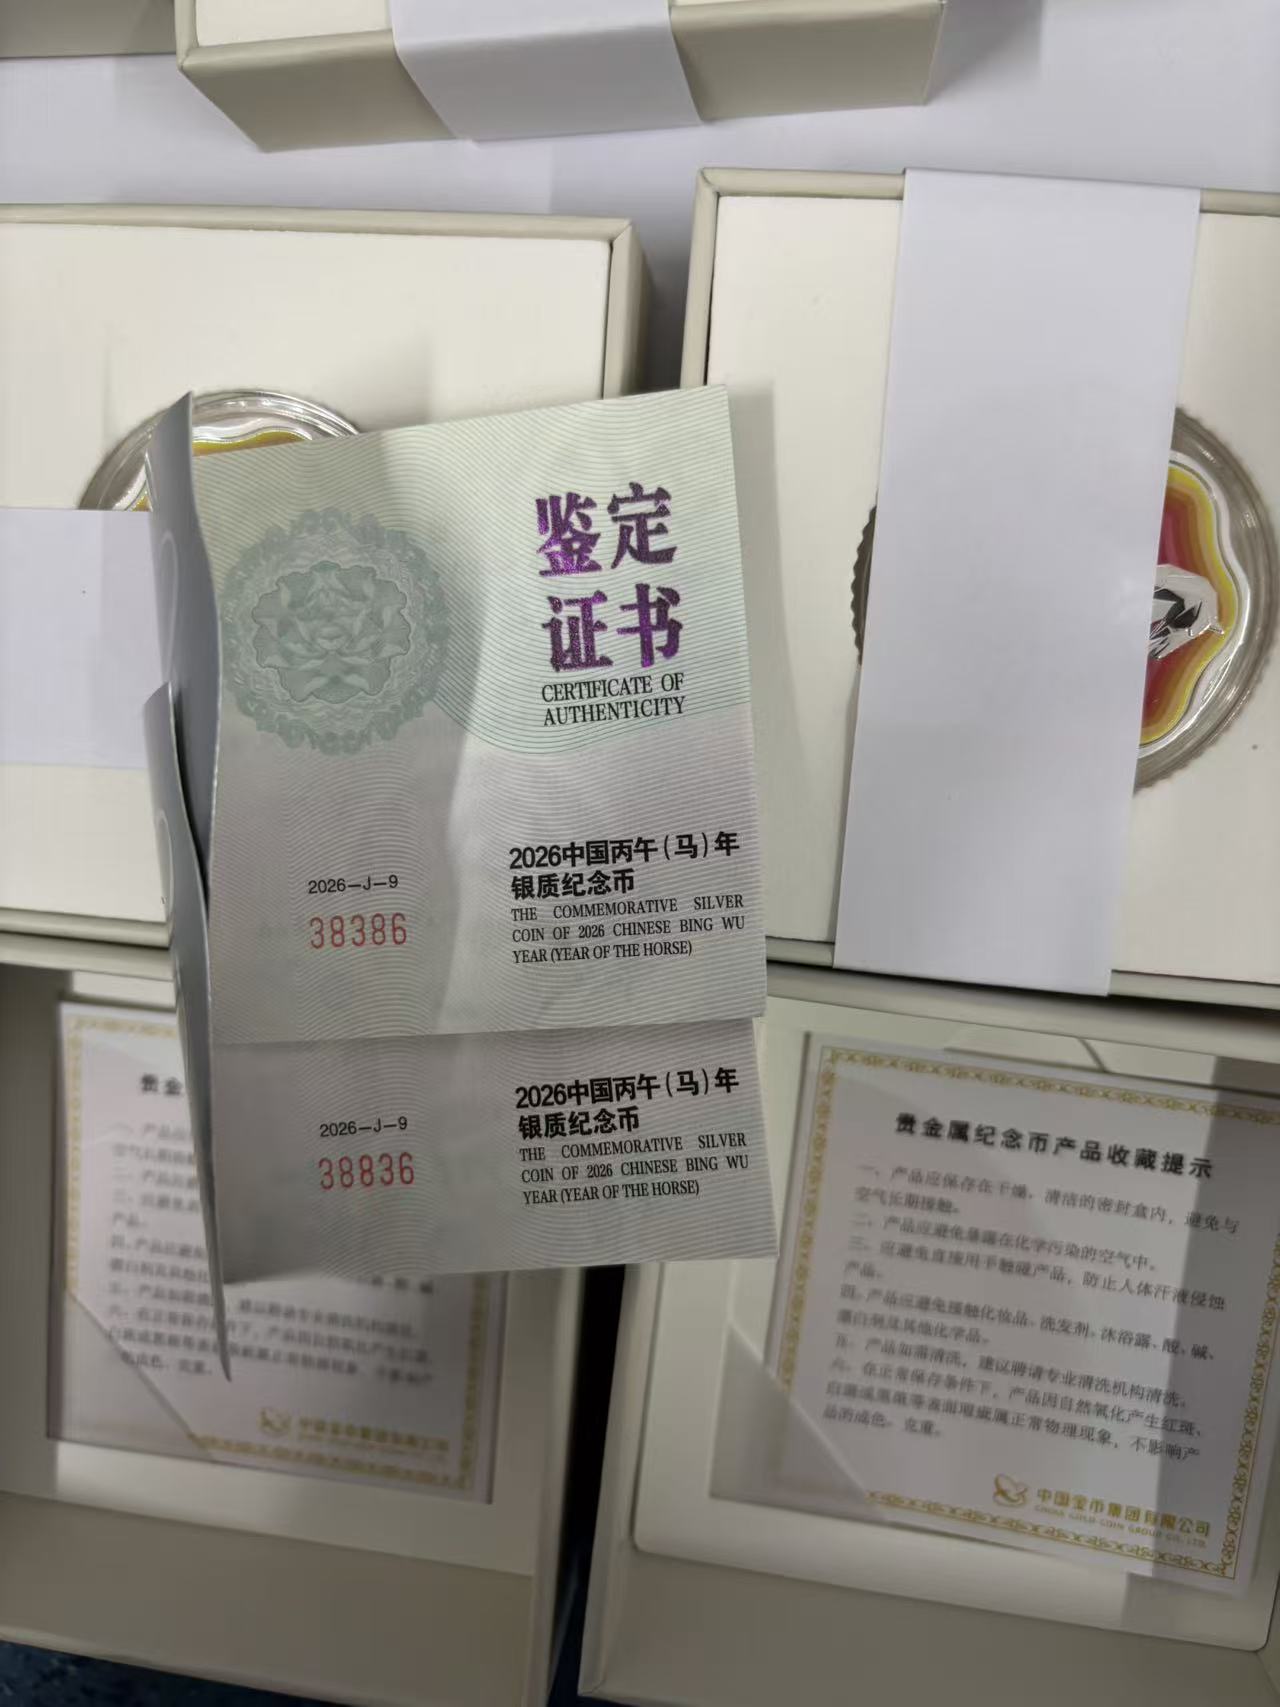 鉴定
证书
CERTIFICATE OF
AUTHENTICITY
2026中国丙午(马)年
银质纪念币
THE COMMEMORATIVE SILVER
COIN OF 2026 CHINESE BING WU
YEAR (YEAR OF THE HORSE)
2026-J-9
38386
2026中国丙午(马)年
银质纪念币
THE COMMEMORATIVE SILVER
COIN OF 2026 CHINESE BING WU
YEAR (YEAR OF THE HORSE)
2026-J-9
38836
贵金
贵金属纪念币产品收藏提示
一、产品应保存在干燥、清洁的密封盒内,避免与
空气长期接触。
二、产品应避免暴露在化学污染的空气中。
三、应避免直接用手触碰产品,防止人体汗液侵蚀
产品。
四、产品应避免接触化妆品、洗发剂、沐浴露、酸、碱、
蛋白剂及其他化学品。
五、产品如需清洗,建议聘请专业清洗机构清洗。
六、在正常保存条件下,产品因自然氧化产生红斑、
白雾或黑斑等表面瑕疵属正常物理现象,不影响产
品的成色、克重。
中国金币集团有限公司
CHINA GOLD COIN GROUP CO., LTD.